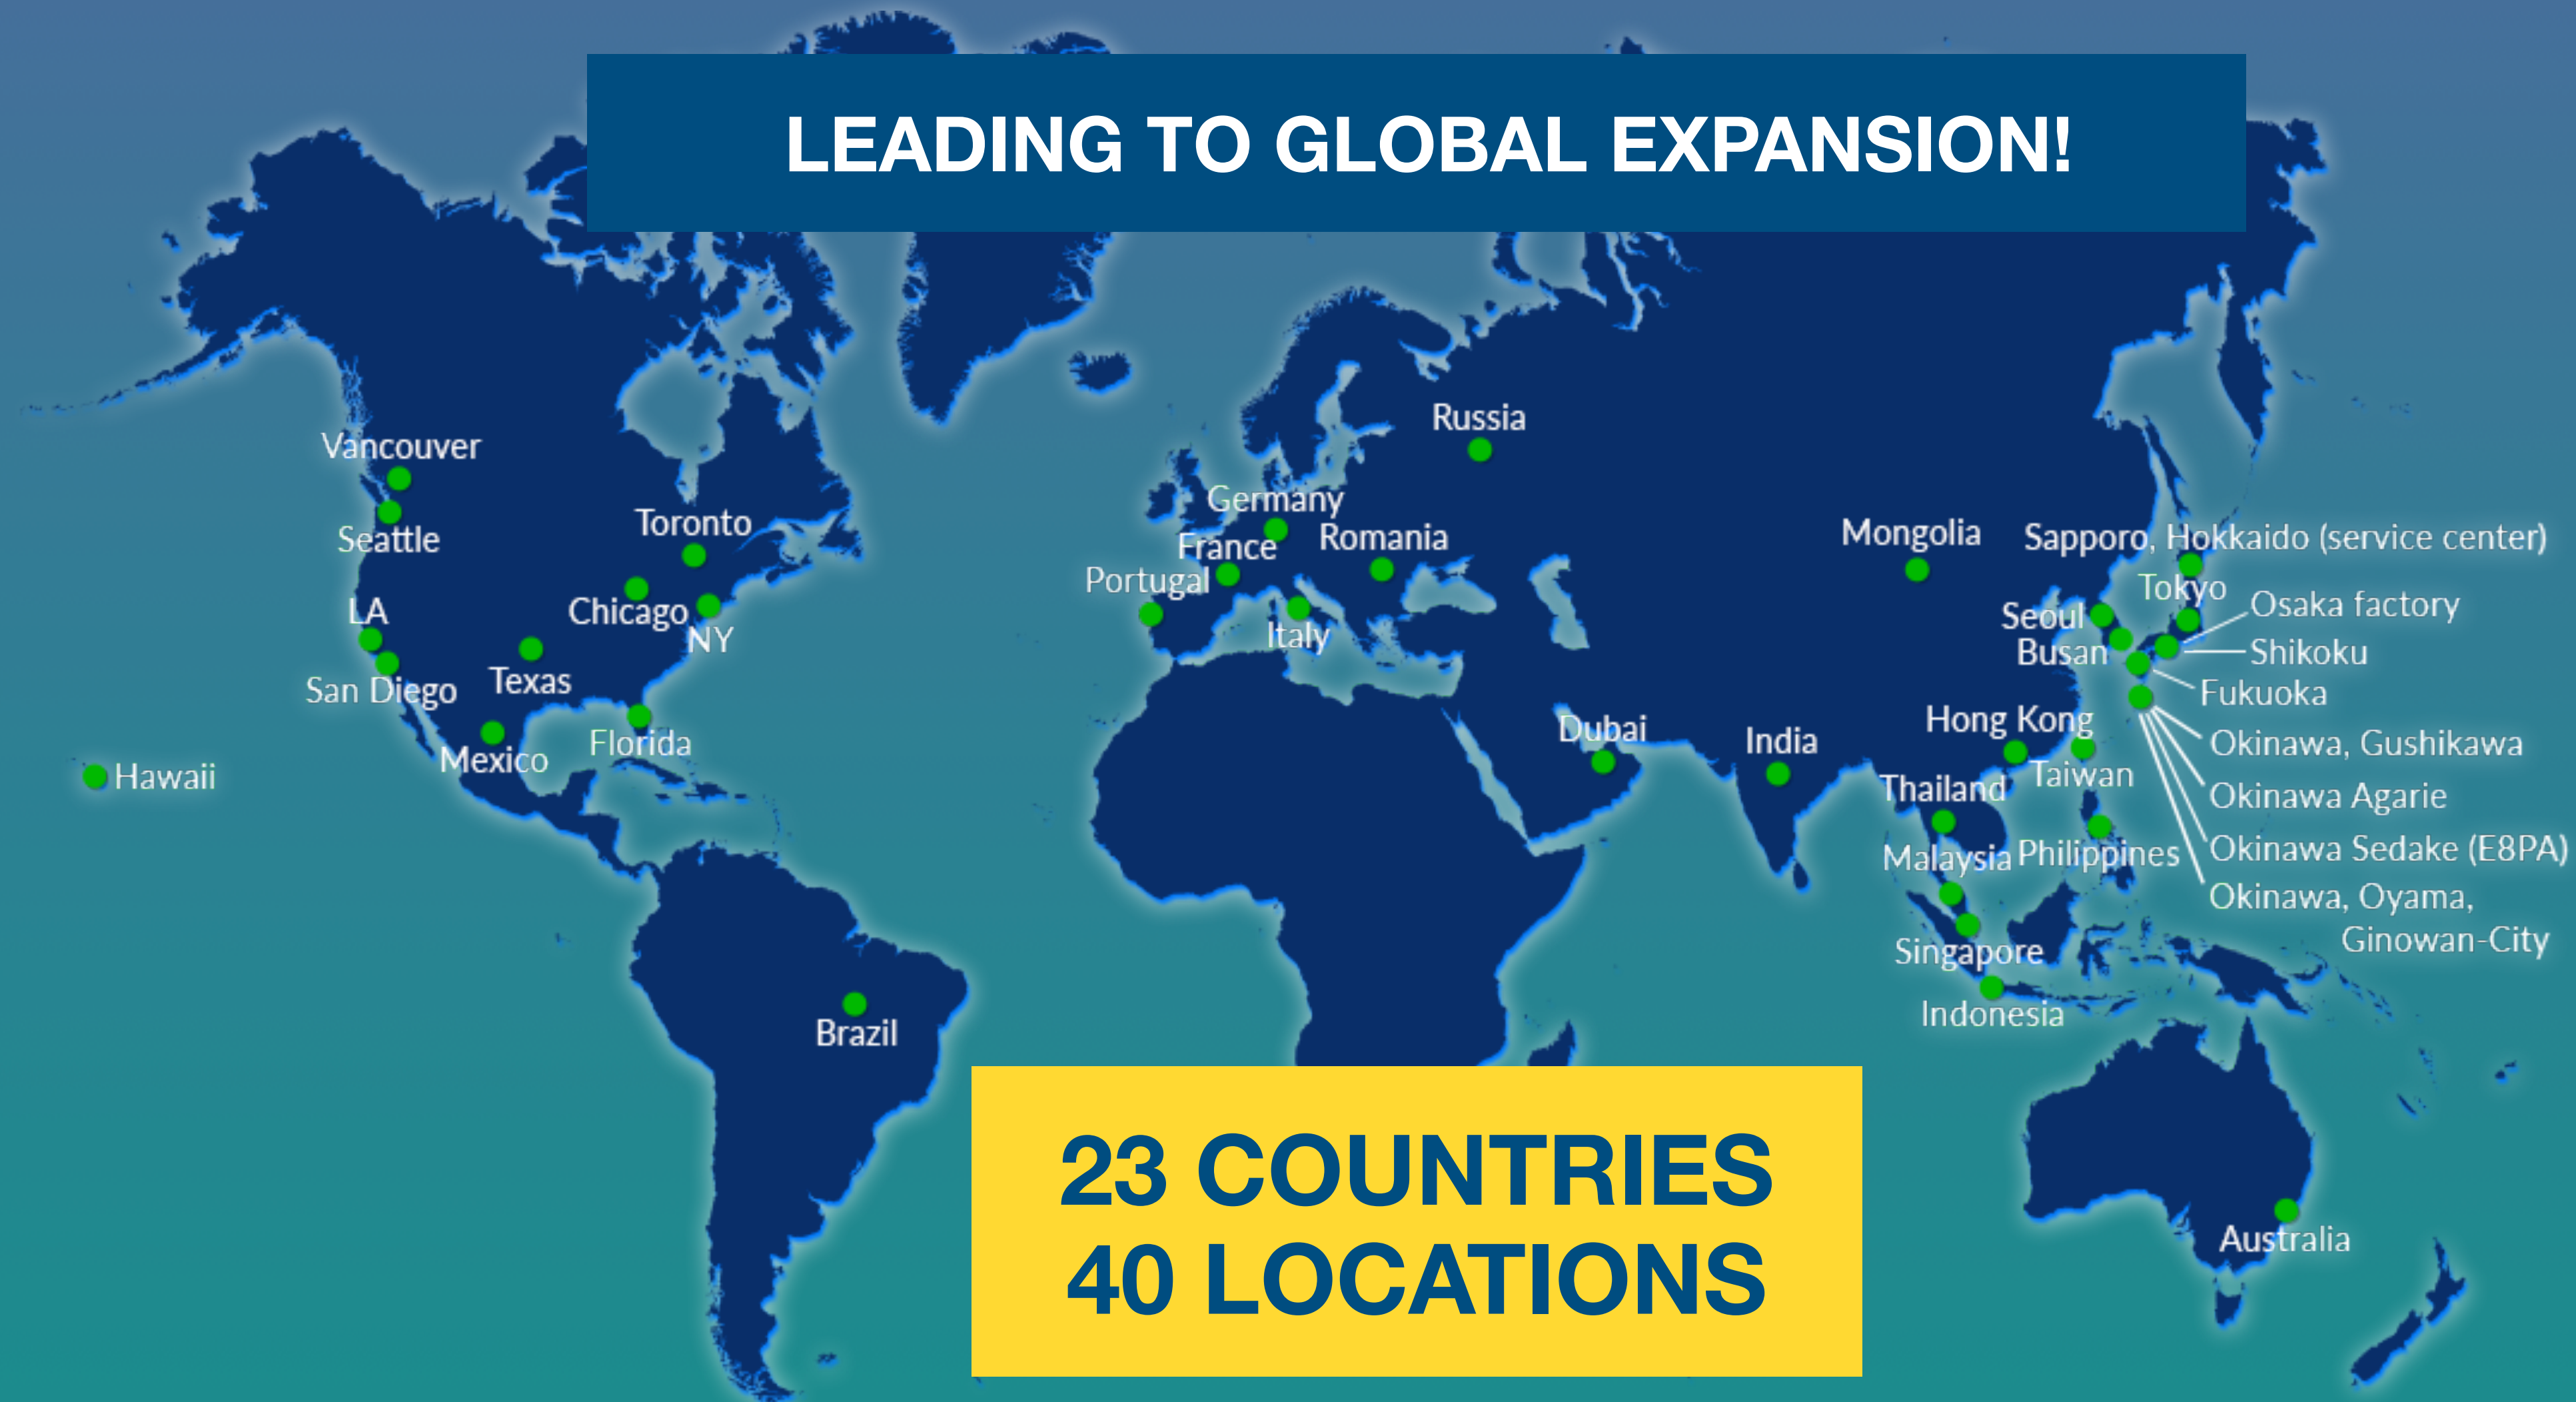 LEADING TO GLOBAL EXPANSION!
Russia
Vancouver
Germany
Toronto
Mongolia
Sapporo, Hokkaido (service center)
Seattle
France
Romania
Portugal
Tokyo
Osaka factory
LA
Chicago
Seoul
NY
Italy
Busan
Shikoku
San Diego
Texas
Fukuoka
Hong Kong
Dubai
India
Florida
Okinawa, Gushikawa
Mexico
Hawaii
Taiwan
Thailand
Okinawa Agarie
Malaysia
Philippines
Okinawa Sedake (E8PA)
Okinawa, Oyama,
Ginowan-City
Singapore
Indonesia
Brazil
23 COUNTRIES
40 LOCATIONS
Australia